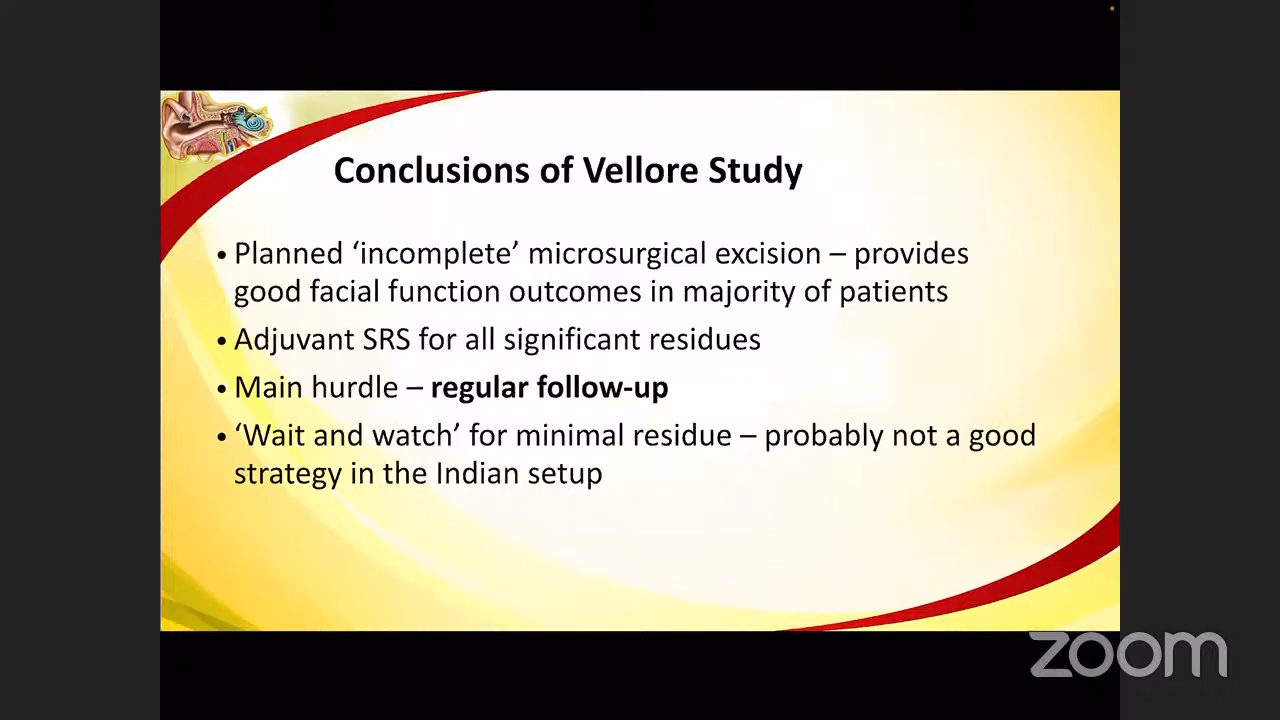 Conclusions of Vellore Study
• Planned ‘incomplete’ microsurgical excision – provides
good facial function outcomes in majority of patients
• Adjuvant SRS for all significant residues
• Main hurdle – regular follow-up
• ‘Wait and watch’ for minimal residue – probably not a good
strategy in the Indian setup
zoom